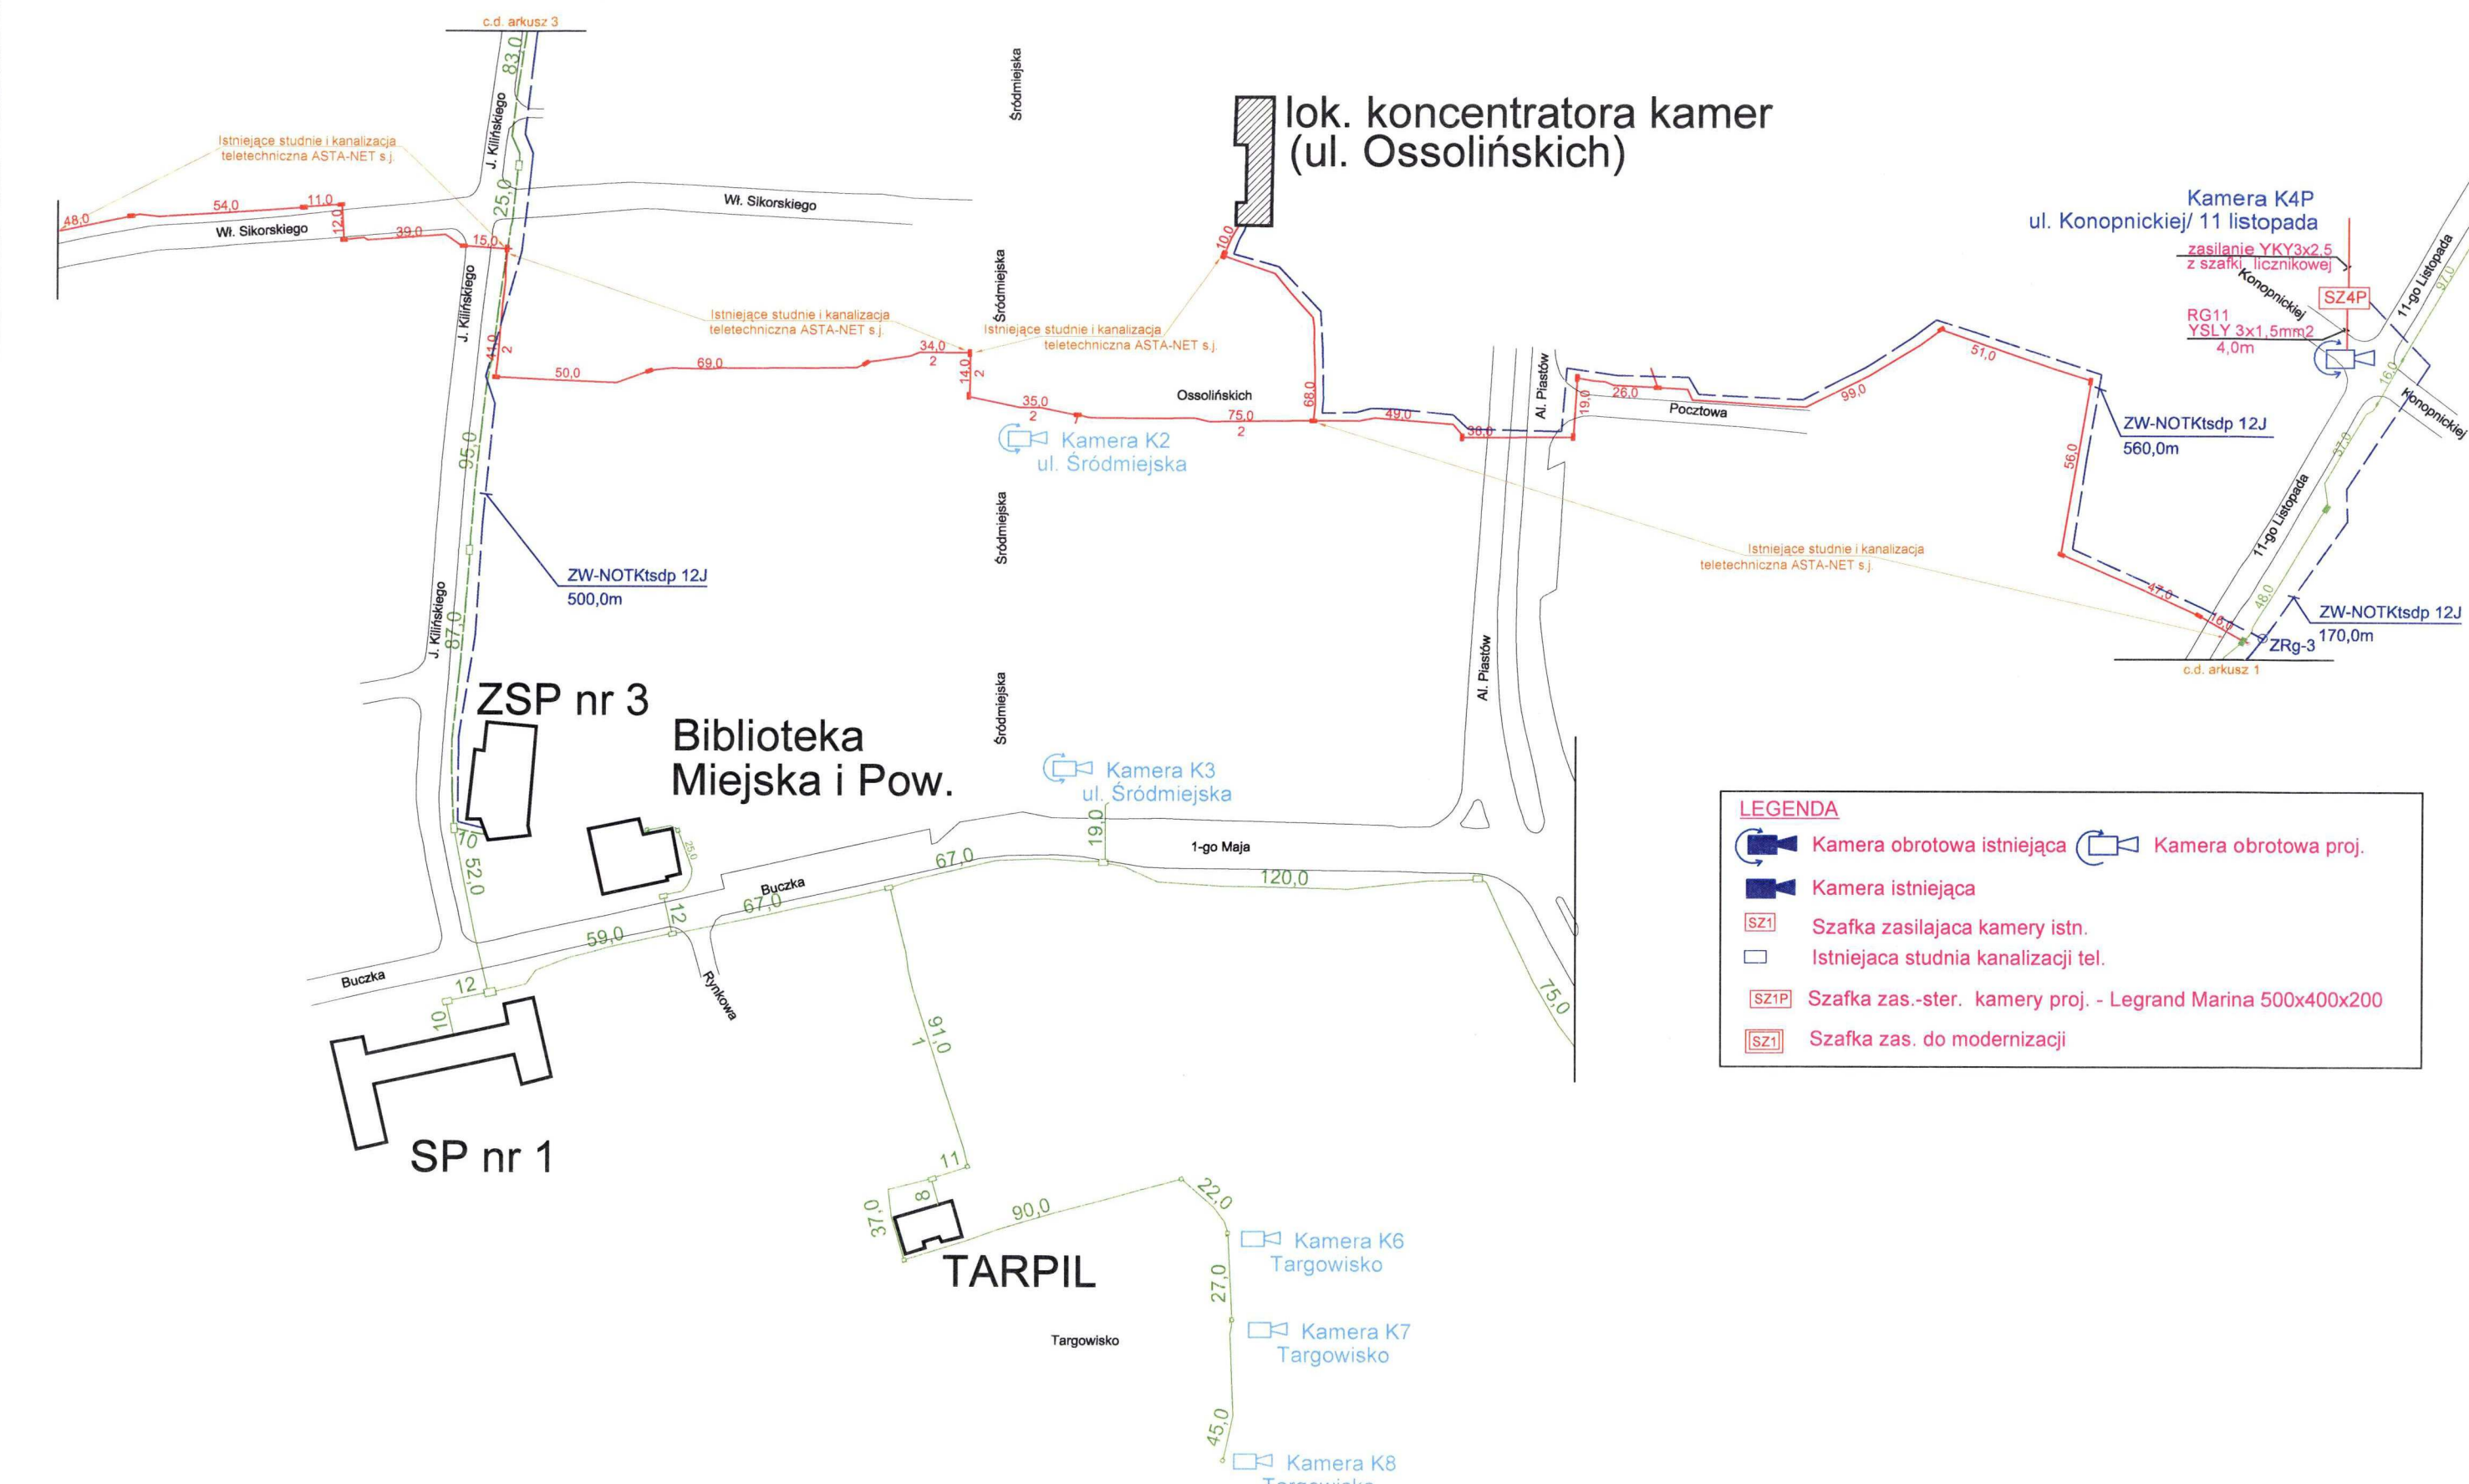 c.d. arkusz 3
83,0
J. Kilińskiego
Śródmiejska
lok. koncentratora kamer
(ul. Ossolińskich)
Istniejące studnie i kanalizacja
teletechniczna ASTA-NET s.j.
25,0
48,0
54,0
11,0
12,0
39,0
15,0
Wł. Sikorskiego
Wł. Sikorskiego
10,0
Kamera K4P
ul. Konopnickiej/ 11 listopada
zasilanie YKY3x2,5
z szafki licznikowej
Konopnickiej
SZ4P
RG11
YSLY 3x1,5mm2
4,0m
11-go Listopada
97,0
16,0
Konopnickiej
J. Kilińskiego
Śródmiejska
Istniejące studnie i kanalizacja
teletechniczna ASTA-NET s.j.
Istniejące studnie i kanalizacja
teletechniczna ASTA-NET s.j.
41,0
2
50,0
69,0
34,0
2
14,0
2
35,0
2
Ossolińskich
75,0
2
68,0
49,0
38,0
Al. Piastów
19,0
26,0
Pocztowa
99,0
51,0
56,0
ZW-NOTKtsdp 12J
560,0m
Kamera K2
ul. Śródmiejska
95,0
37,0
11-go Listopada
Śródmiejska
Istniejące studnie i kanalizacja
teletechniczna ASTA-NET s.j.
ZW-NOTKtsdp 12J
500,0m
J. Kilińskiego
87,0
47,0
18,0
48,0
ZW-NOTKtsdp 12J
170,0m
ZRg-3
c.d. arkusz 1
Al. Piastów
Śródmiejska
ZSP nr 3
Biblioteka
Miejska i Pow.
Kamera K3
ul. Śródmiejska
10
52,0
25,0
12
19,0
1-go Maja
67,0
Buczka
67,0
120,0
59,0
Buczka
12
10
Rynkowa
75,0
91,0
1
SP nr 1
11
8
37,0
90,0
22,0
TARPIL
Kamera K6
Targowisko
27,0
Targowisko
Kamera K7
Targowisko
45,0
Kamera K8
Targowisko
LEGENDA
Kamera obrotowa istniejąca
Kamera obrotowa proj.
Kamera istniejąca
SZ1
Szafka zasilajaca kamery istn.
Istniejaca studnia kanalizacji tel.
SZ1P
Szafka zas.-ster. kamery proj. - Legrand Marina 500x400x200
SZ1
Szafka zas. do modernizacji